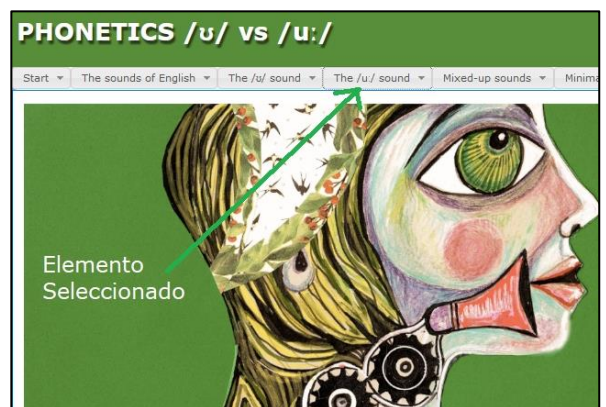 PHONETICS /ʊ/ vs /uː/
Start The sounds of English The /ʊ/ sound The /uː/ sound Mixed-up sounds Minima
Elemento
Seleccionado